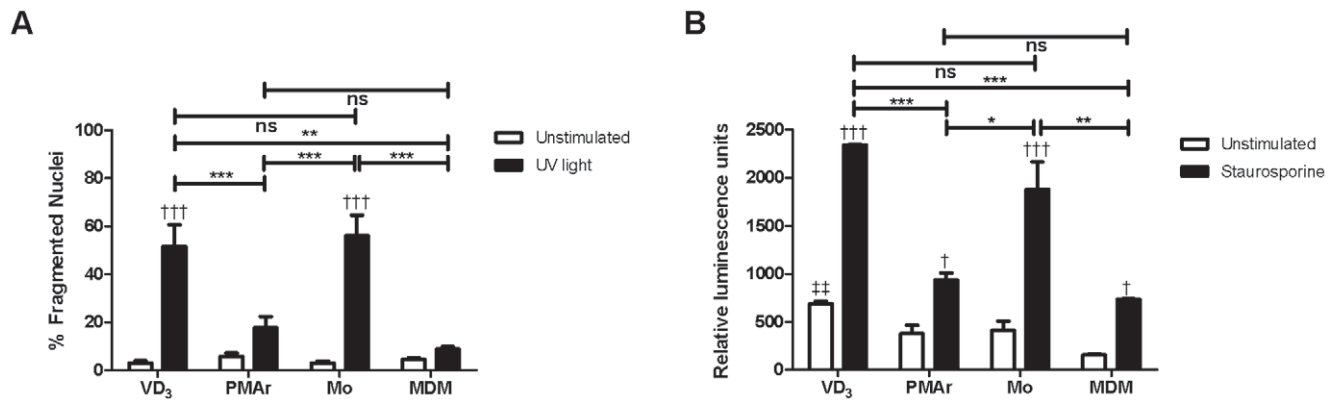 A
ns
ns
**
*** ***
***
% Fragmented Nuclei
100
80
60
40
20
0
††† †††
VD3 PMAr Mo MDM
Unstimulated
UV light
B
ns
ns
***
***
* **
Relative luminescence units
2500
2000
1500
1000
500
0
‡‡ ††† † ††† †
VD3 PMAr Mo MDM
Unstimulated
Staurosporine